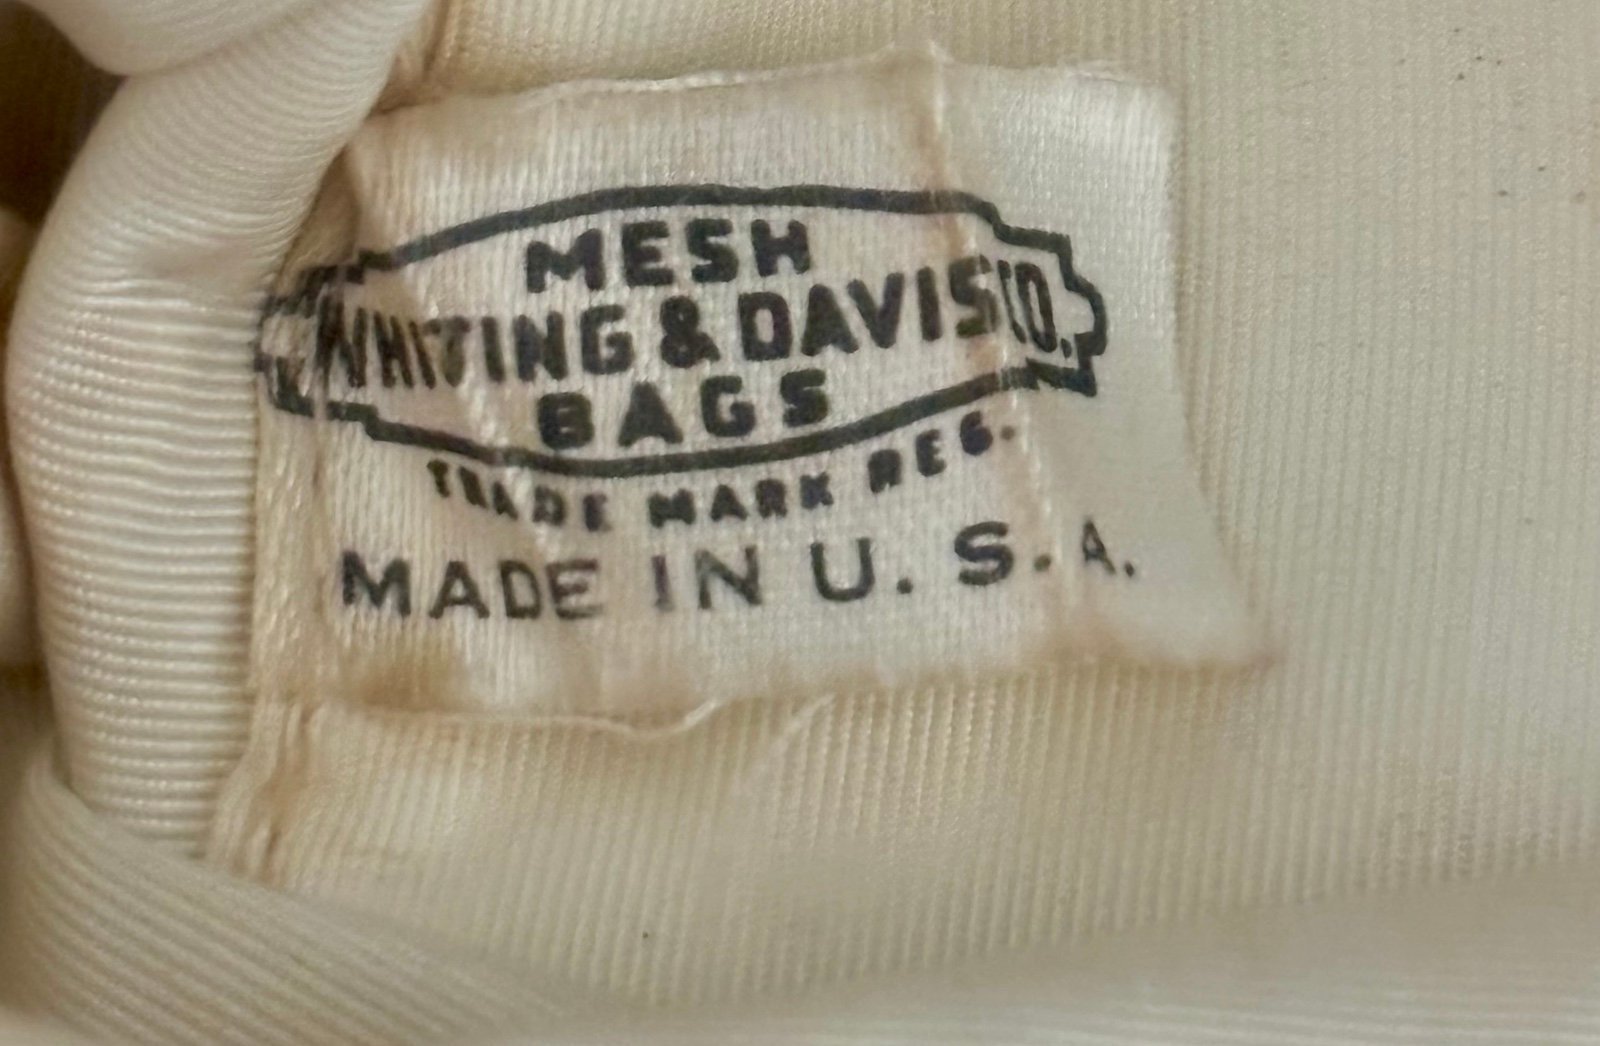 MESH
WHITING & DAVIS CO.
BAGS
TRADE MARK REG.
MADE IN U. S. A.